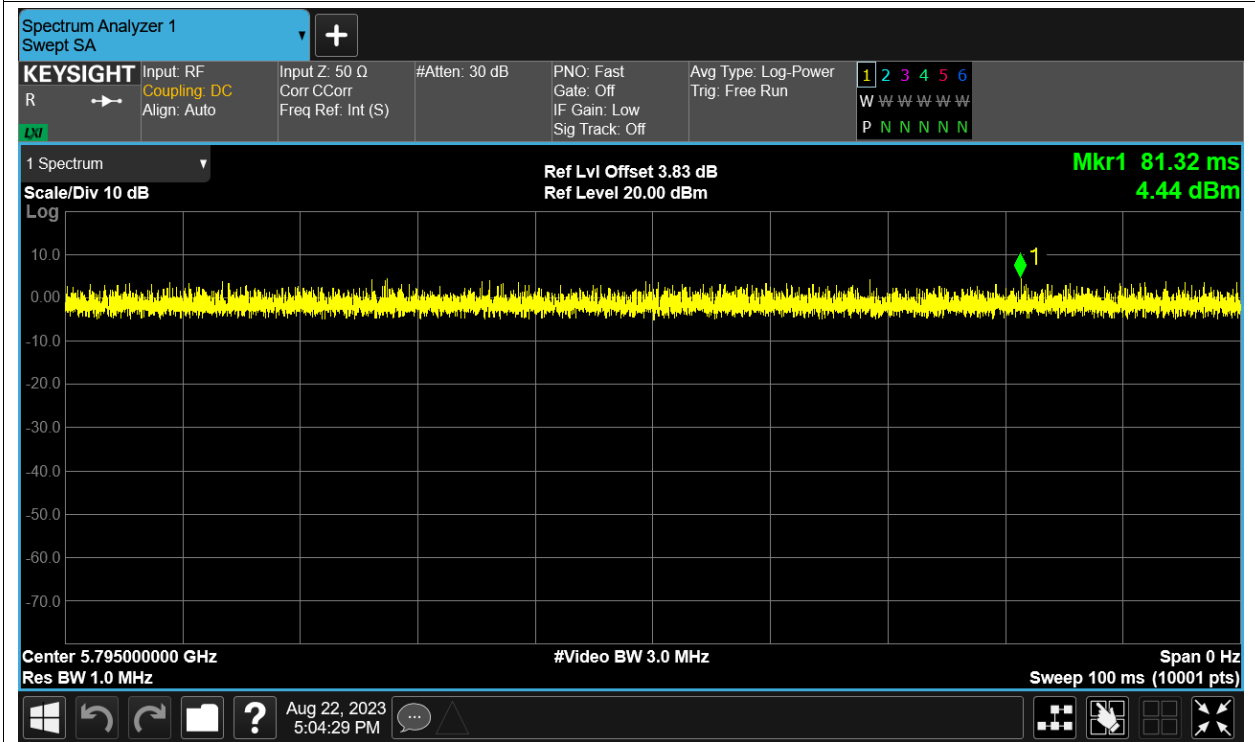 Spectrum Analyzer 1
Swept SA
KEYSIGHT
R
LXI
Input: RF
Coupling: DC
Align: Auto
Input Z: 50 Ω
Corr CCorr
Freq Ref: Int (S)
#Atten: 30 dB
PNO: Fast
Gate: Off
IF Gain: Low
Sig Track: Off
Avg Type: Log-Power
Trig: Free Run
1 2 3 4 5 6
W W W W W W
P N N N N N
1 Spectrum
Scale/Div 10 dB
Log
Ref Lvl Offset 3.83 dB
Ref Level 20.00 dBm
Mkr1 81.32 ms
4.44 dBm
1
10.0
0.00
-10.0
-20.0
-30.0
-40.0
-50.0
-60.0
-70.0
Center 5.795000000 GHz
Res BW 1.0 MHz
#Video BW 3.0 MHz
Span 0 Hz
Sweep 100 ms (10001 pts)
?
Aug 22, 2023
5:04:29 PM